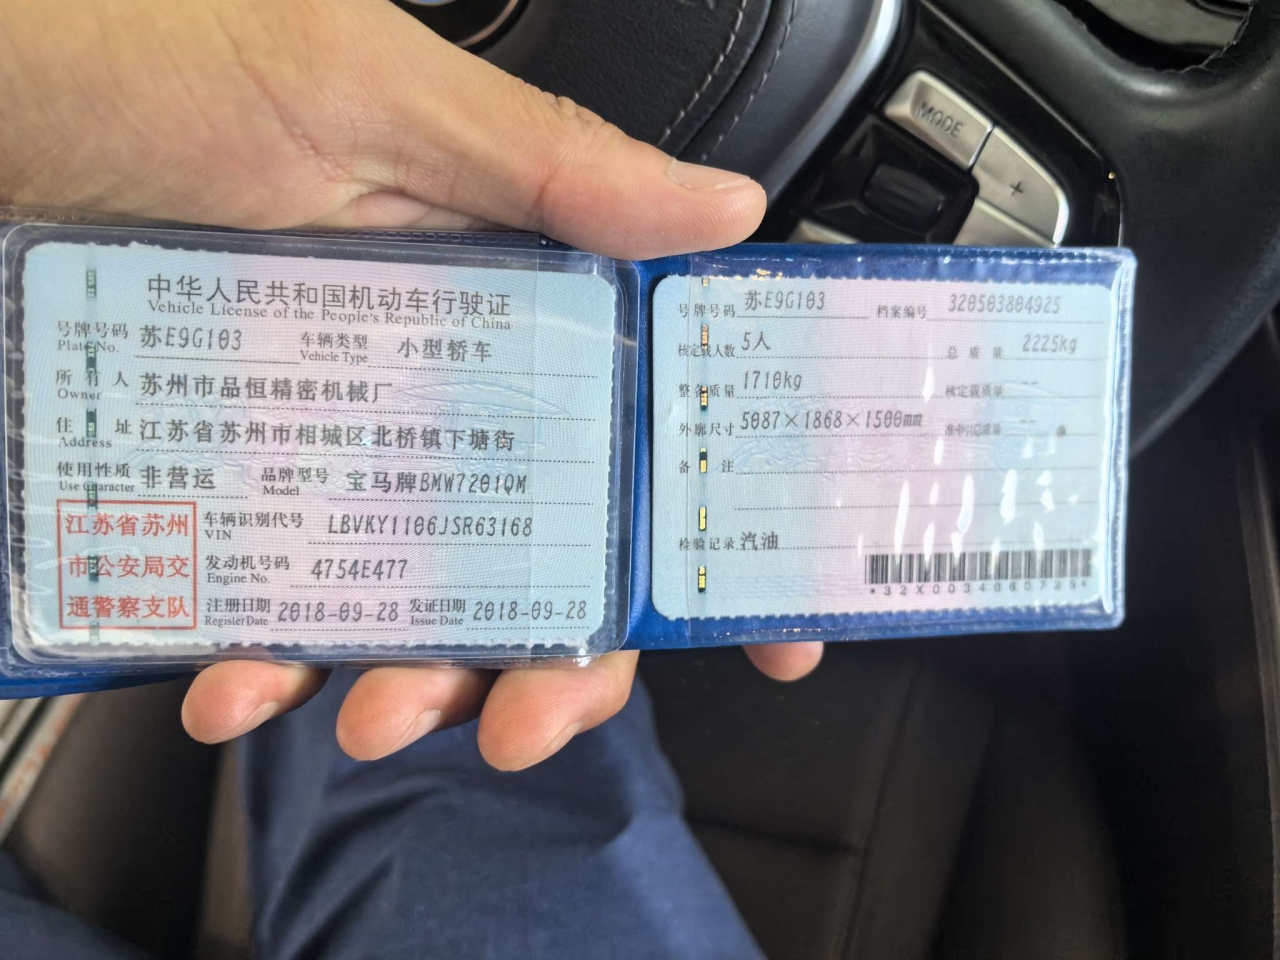 MODE
+
中华人民共和国机动车行驶证
Vehicle License of the People's Republic of China
号牌号码 苏E9G103 车辆类型 小型轿车
Plate No. Vehicle Type
所有人 苏州市品恒精密机械厂
Owner
住址 江苏省苏州市相城区北桥镇下塘街
Address
使用性质 非营运 品牌型号 宝马牌BMW7201QM
Use Character Model
江苏省苏州
市公安局交
通警察支队
车辆识别代号 LBVKY1106JSR63168
VIN
发动机号码 4754E477
Engine No.
注册日期 2018-09-28 发证日期 2018-09-28
Register Date Issue Date
号牌号码 苏E9G103 档案编号 320503804925
核定载人数 5人 总质量 2225kg
整备质量 1710kg 核定载质量 --
外廓尺寸 5087×1868×1500mm 准牵引总质量 --
备注
检验记录 汽油
*32X0034060725*